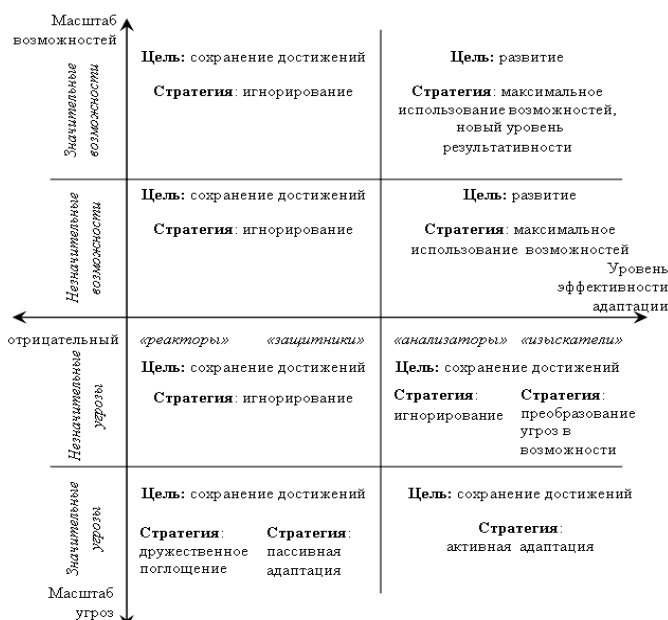 Масштаб
возможностей
Значительные
возможности
Цель: сохранение достижений
Стратегия: игнорирование
Цель: развитие
Стратегия: максимальное
использование возможностей,
новый уровень
результативности
Незначительные
возможности
Цель: сохранение достижений
Стратегия: игнорирование
Цель: развитие
Стратегия: максимальное
использование возможностей
Уровень
эффективности
адаптации
отрицательный
«реакторы» «защитники» «анализаторы» «изыскатели»
Незначительные
угрозы
Цель: сохранение достижений
Стратегия: игнорирование
Цель: сохранение достижений
Стратегия:
игнорирование
Стратегия:
преобразование
угроз в
возможности
Значительные
угрозы
Цель: сохранение достижений
Стратегия:
дружественное
поглощение
Стратегия:
пассивная
адаптация
Цель: сохранение достижений
Стратегия:
активная адаптация
Масштаб
угроз